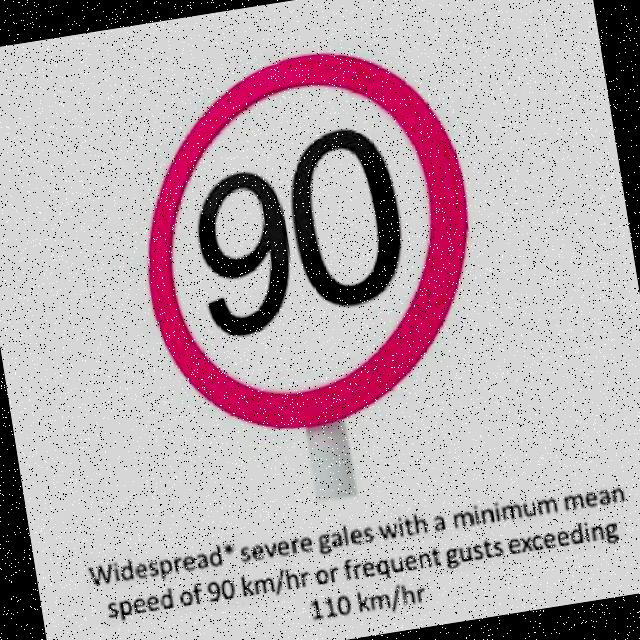 90
Widespread* severe gales with a minimum mean
speed of 90 km/hr or frequent gusts exceeding
110 km/hr